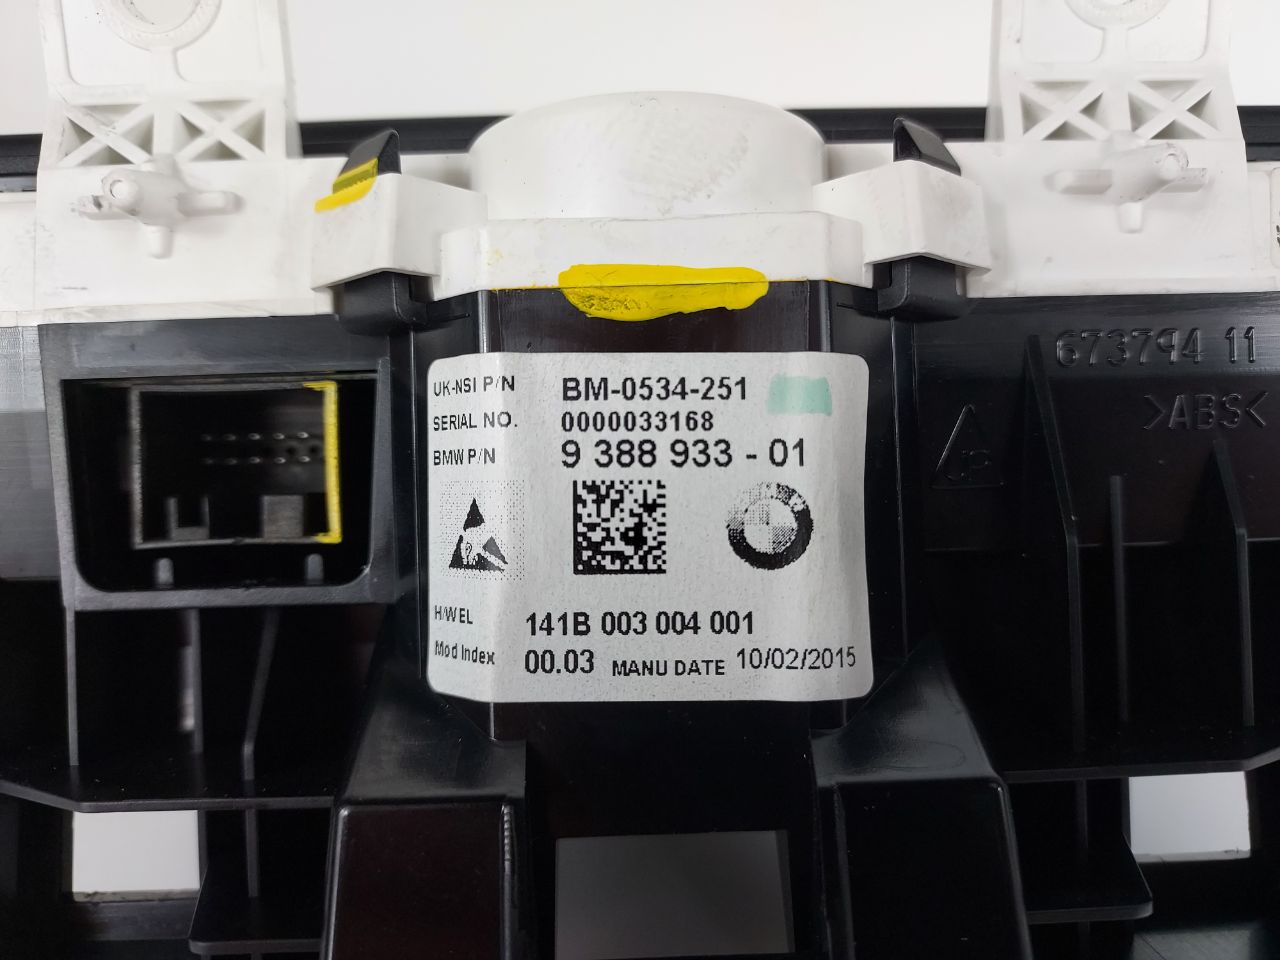 UK-NSI P/N BM-0534-251
SERIAL NO. 0000033168
BMW P/N 9 388 933 - 01
H/W EL 141B 003 004 001
Mod Index 00.03 MANU DATE 10/02/2015
673794 11
>ABS<